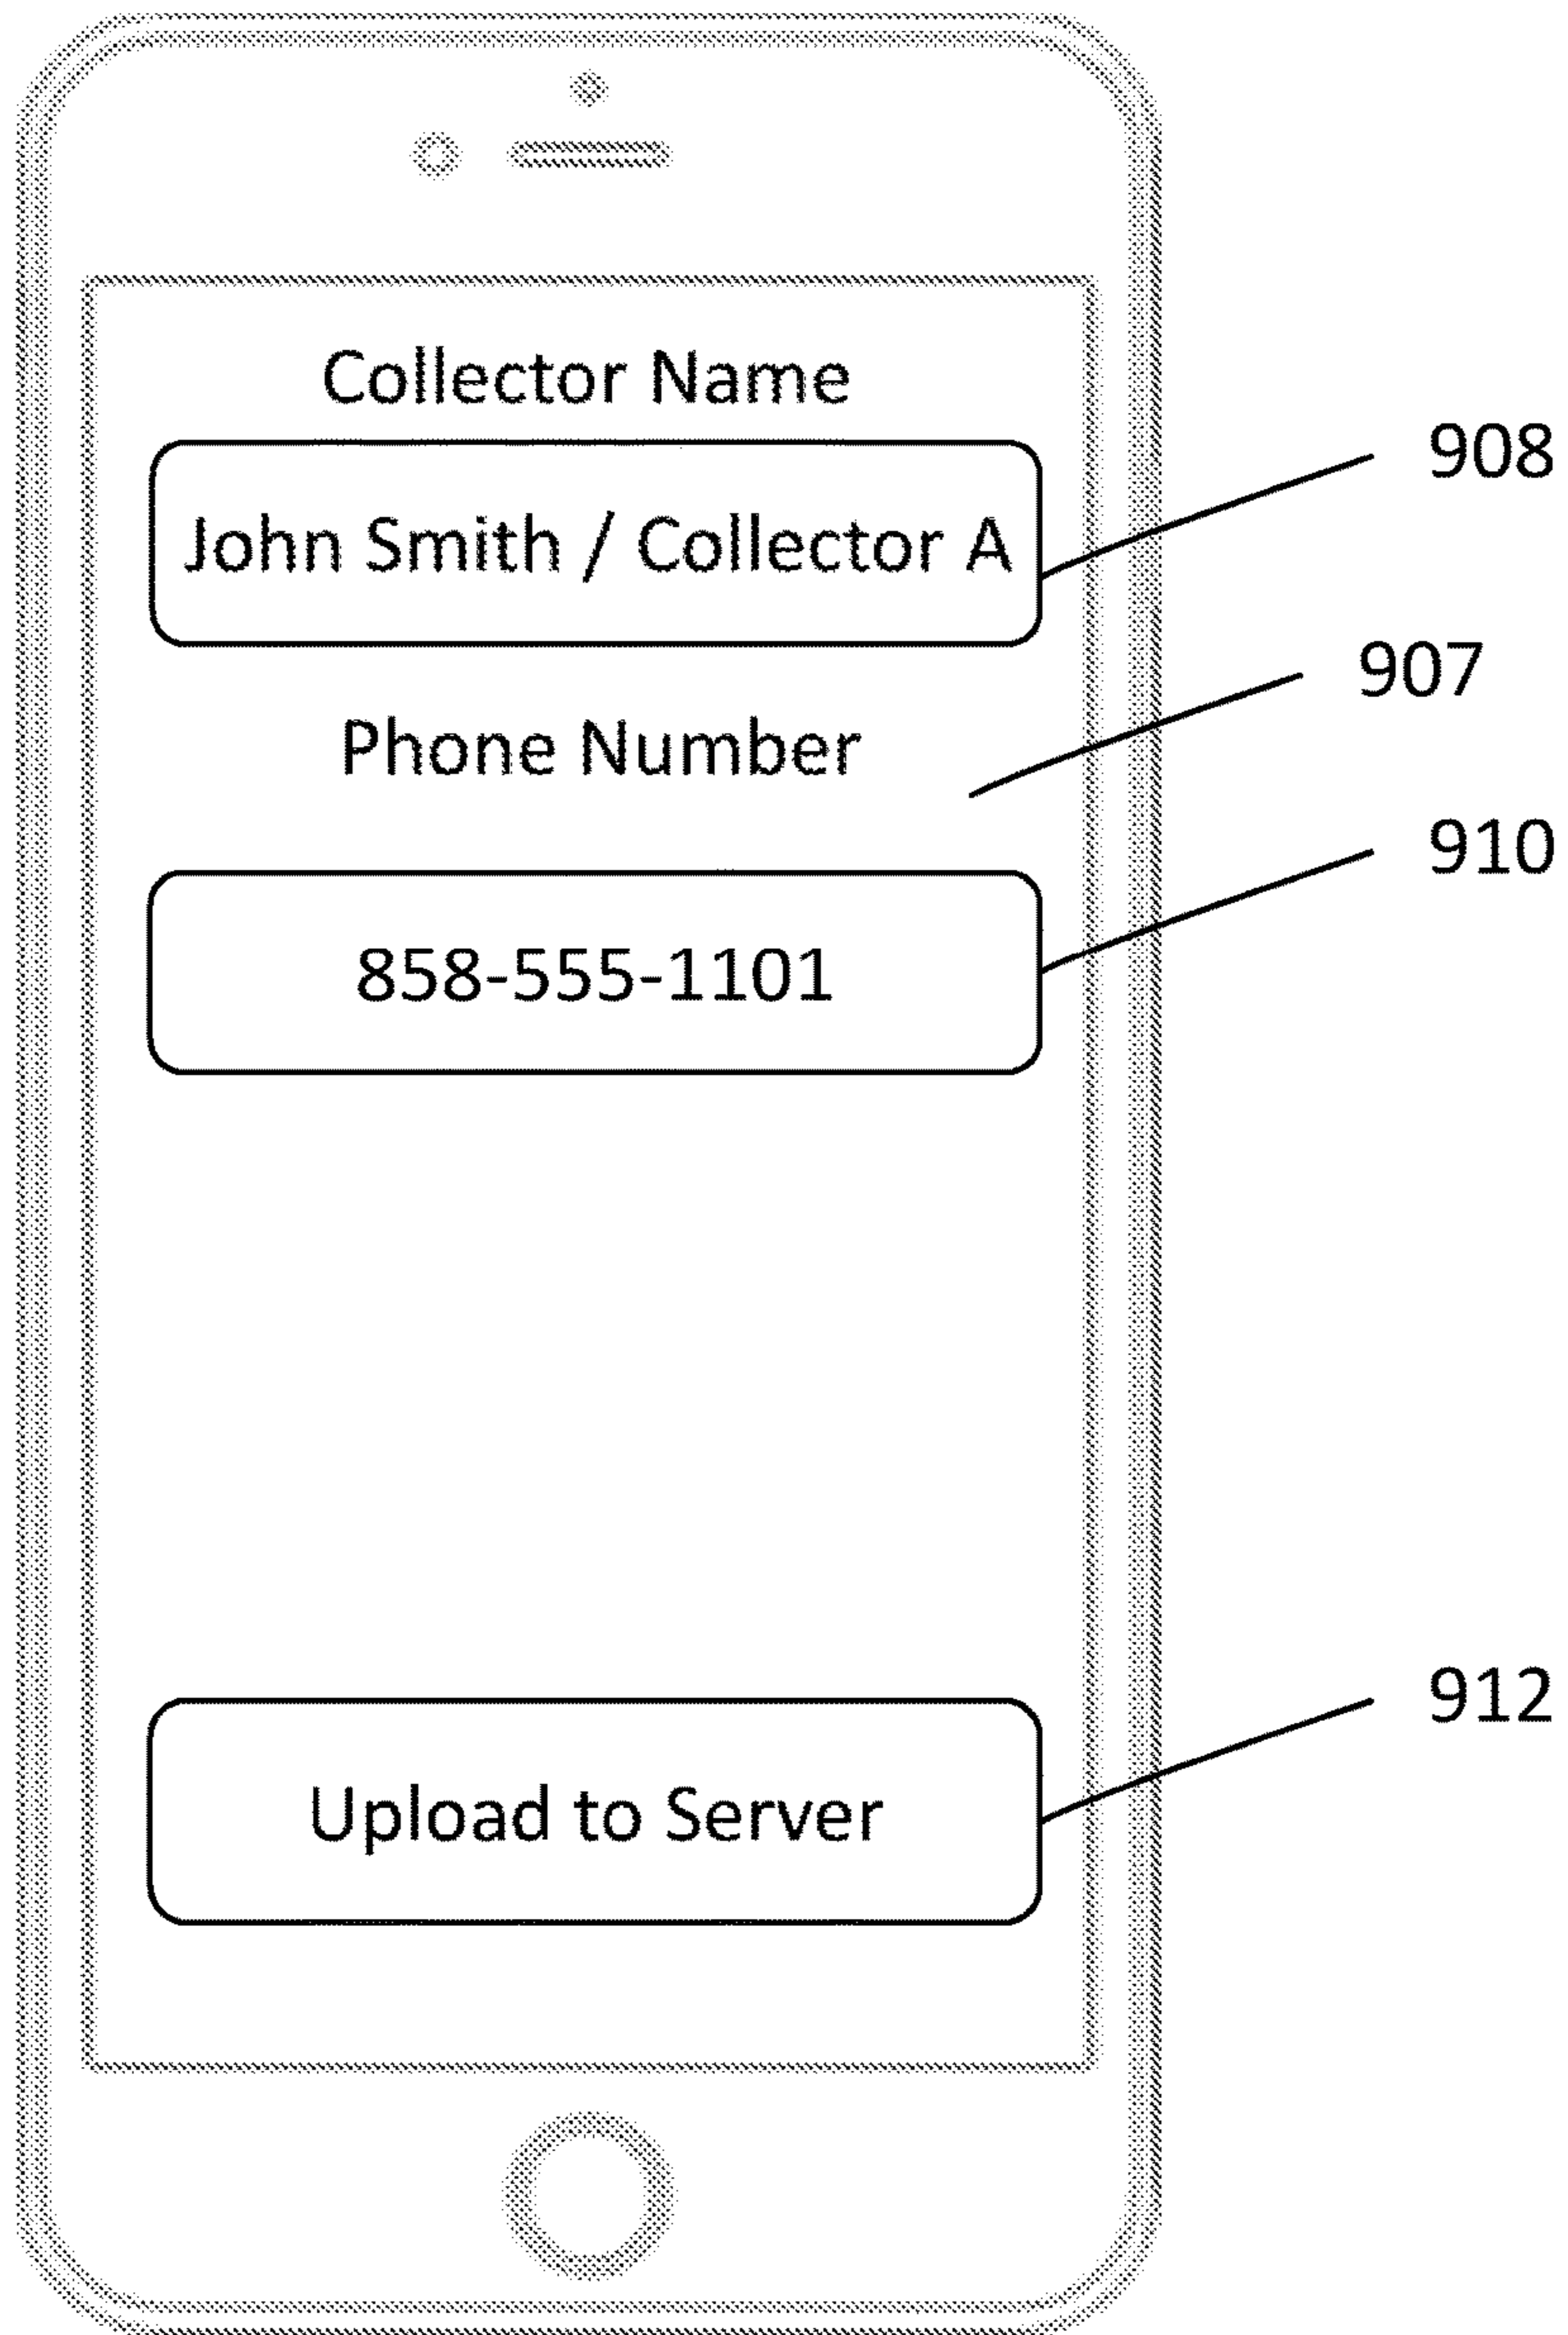 Collector Name
908
John Smith / Collector A
907
Phone Number
910
858-555-1101
912
Upload to Server